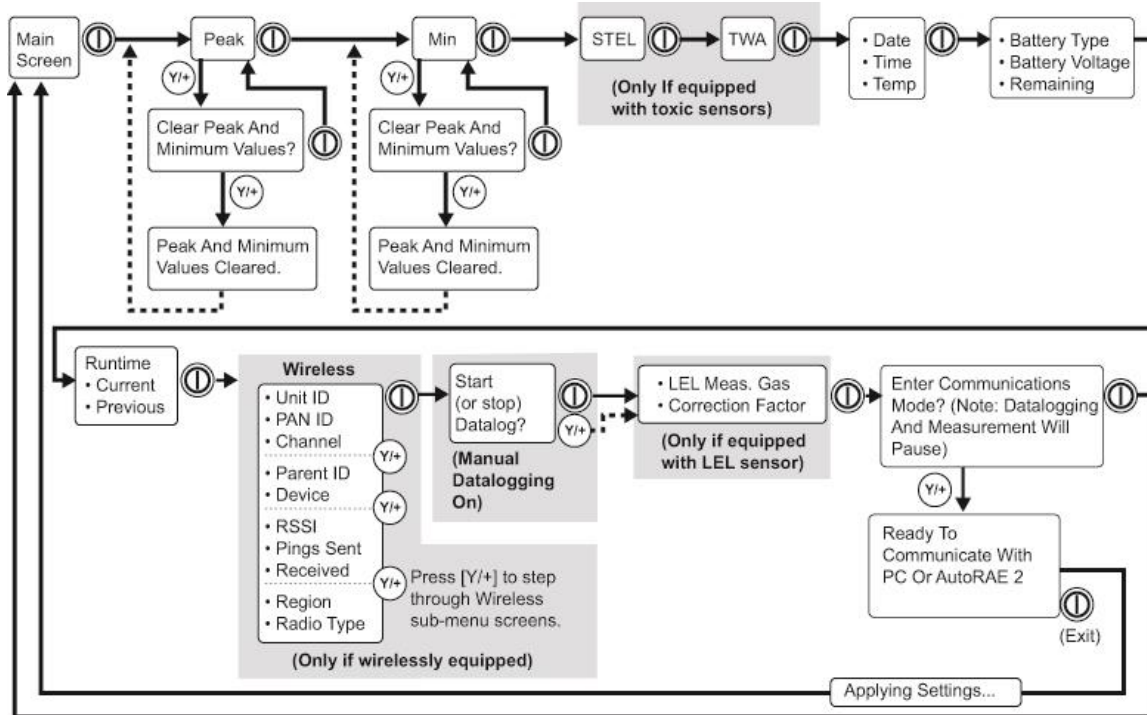 Main
Screen
Peak
Min
STEL
TWA
• Date
• Time
• Temp
• Battery Type
• Battery Voltage
• Remaining
(Only If equipped
with toxic sensors)
Y/+
Y/+
Clear Peak And
Minimum Values?
Clear Peak And
Minimum Values?
Y/+
Y/+
Peak And Minimum
Values Cleared.
Peak And Minimum
Values Cleared.
Runtime
• Current
• Previous
Wireless
• Unit ID
• PAN ID
• Channel
Y/+
• Parent ID
• Device
Y/+
• RSSI
• Pings Sent
• Received
Y/+
• Region
• Radio Type
Press [Y/+] to step
through Wireless
sub-menu screens.
(Only if wirelessly equipped)
Start
(or stop)
Datalog?
Y/+
(Manual
Datalogging
On)
• LEL Meas. Gas
• Correction Factor
(Only if equipped
with LEL sensor)
Enter Communications
Mode? (Note: Datalogging
And Measurement Will
Pause)
Y/+
Ready To
Communicate With
PC Or AutoRAE 2
(Exit)
Applying Settings...